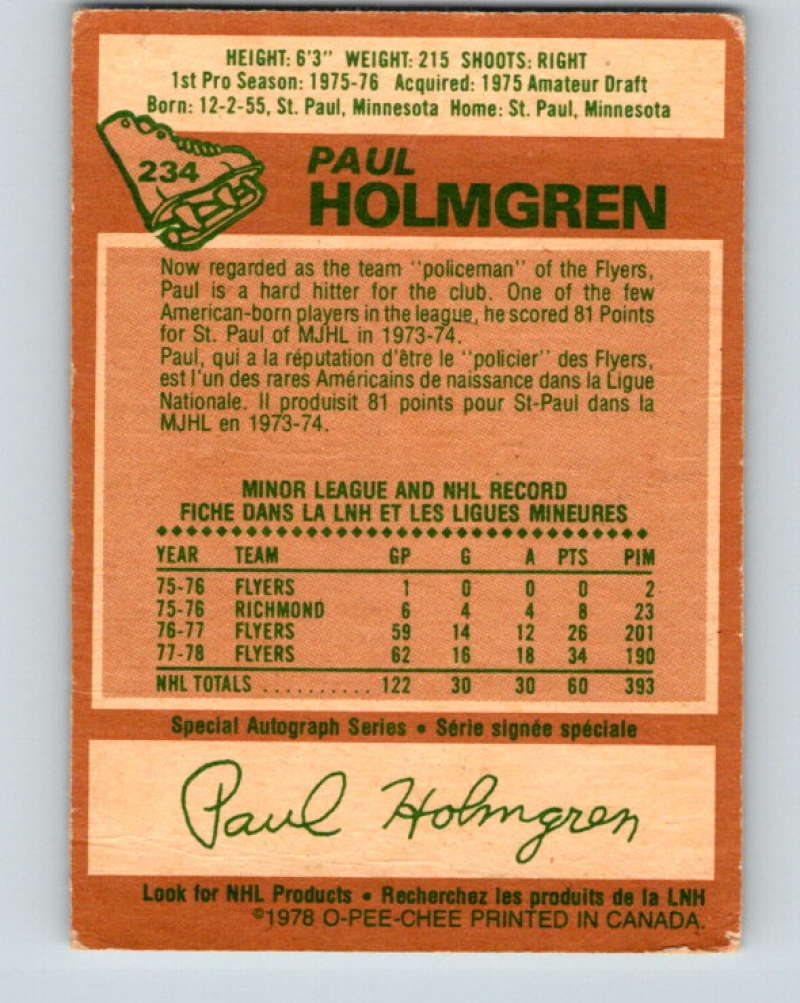 HEIGHT: 6'3" WEIGHT: 215 SHOOTS: RIGHT
1st Pro Season: 1975-76 Acquired: 1975 Amateur Draft
Born: 12-2-55, St. Paul, Minnesota Home: St. Paul, Minnesota
234
PAUL
HOLMGREN
Now regarded as the team "policeman" of the Flyers,
Paul is a hard hitter for the club. One of the few
American-born players in the league, he scored 81 Points
for St. Paul of MJHL in 1973-74.
Paul, qui a la réputation d'être le "policier" des Flyers,
est l'un des rares Américains de naissance dans la Ligue
Nationale. Il produisit 81 points pour St-Paul dans la
MJHL en 1973-74.
MINOR LEAGUE AND NHL RECORD
FICHE DANS LA LNH ET LES LIGUES MINEURES
YEAR TEAM GP G A PTS PIM
75-76 FLYERS 1 0 0 0 2
75-76 RICHMOND 6 4 4 8 23
76-77 FLYERS 59 14 12 26 201
77-78 FLYERS 62 16 18 34 190
NHL TOTALS .......... 122 30 30 60 393
Special Autograph Series • Série signée spéciale
Paul Holmgren
Look for NHL Products • Recherchez les produits de la LNH
©1978 O-PEE-CHEE PRINTED IN CANADA.